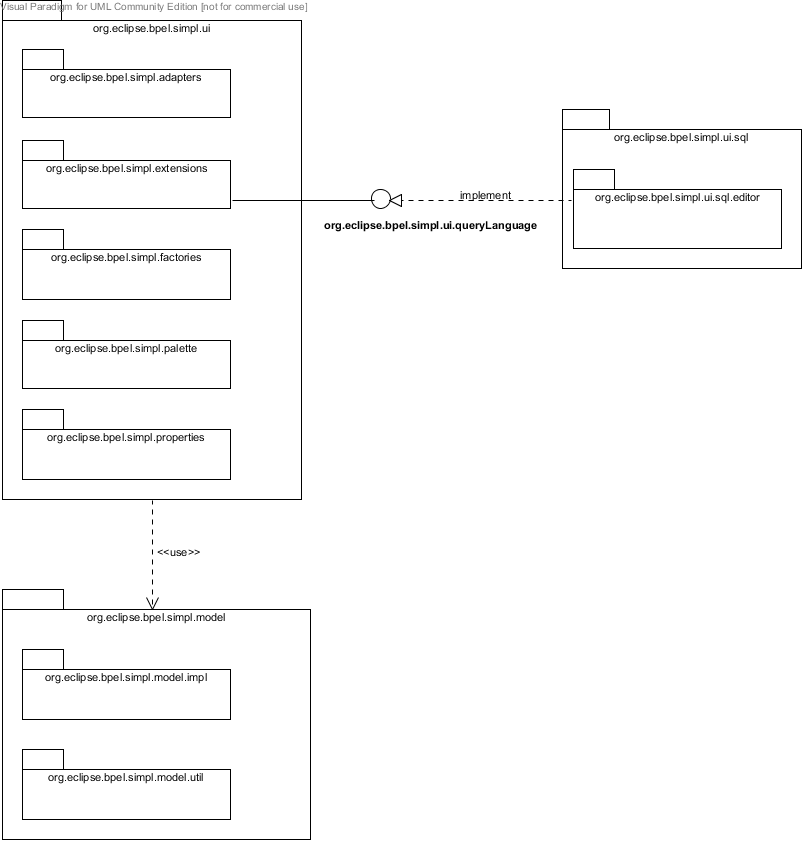 Visual Paradigm for UML Community Edition [not for commercial use]
org.eclipse.bpel.simpl.ui
org.eclipse.bpel.simpl.adapters
org.eclipse.bpel.simpl.extensions
org.eclipse.bpel.simpl.factories
org.eclipse.bpel.simpl.palette
org.eclipse.bpel.simpl.properties
implement
org.eclipse.bpel.simpl.ui.queryLanguage
org.eclipse.bpel.simpl.ui.sql
org.eclipse.bpel.simpl.ui.sql.editor
<<use>>
org.eclipse.bpel.simpl.model
org.eclipse.bpel.simpl.model.impl
org.eclipse.bpel.simpl.model.util